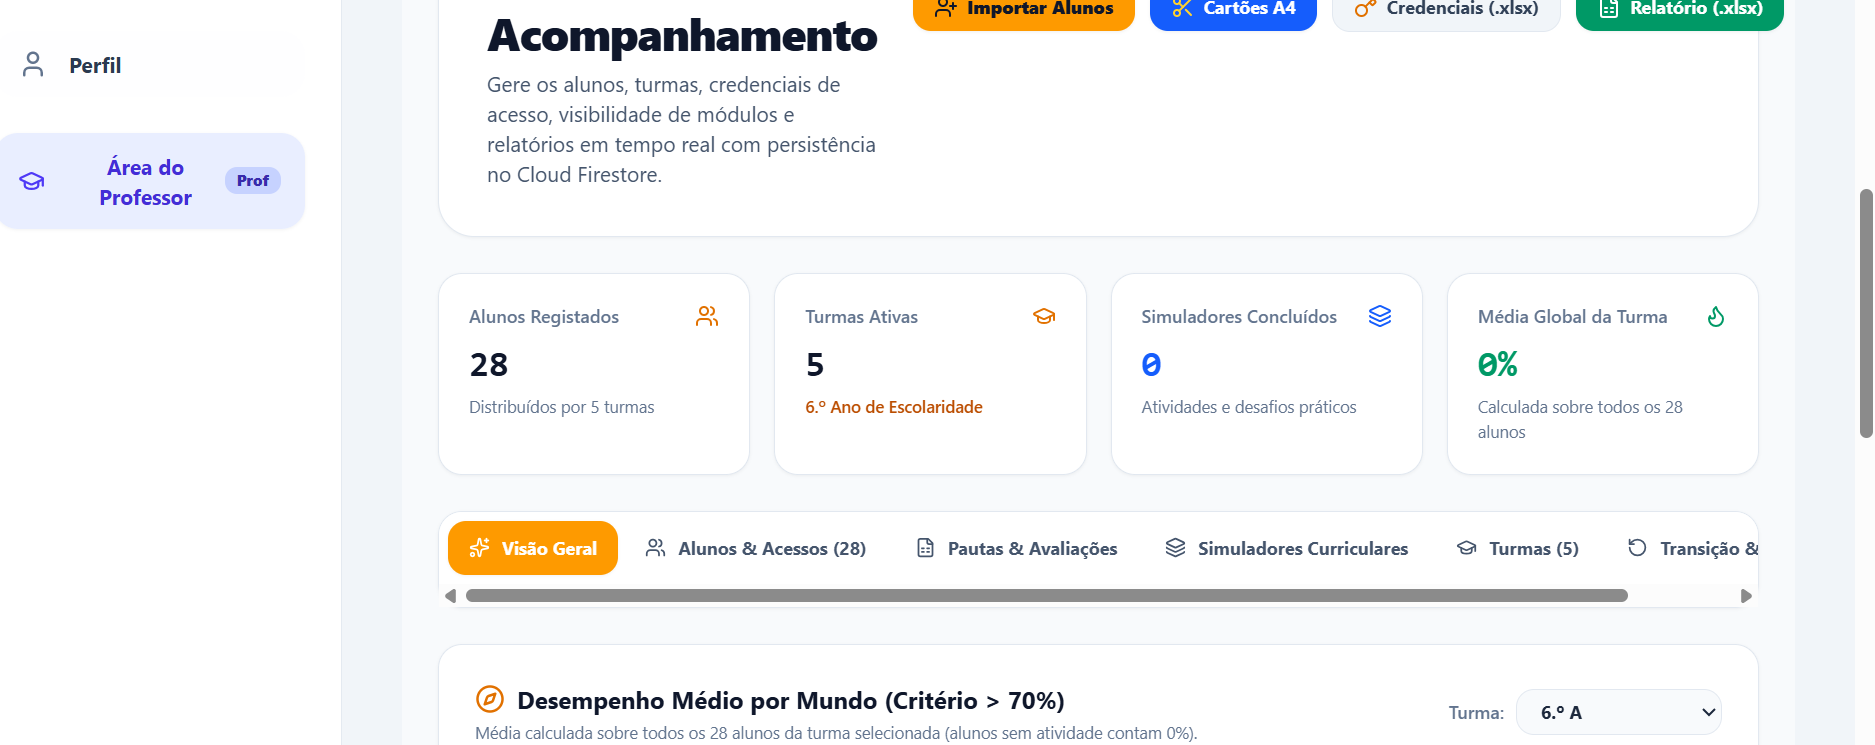 Perfil
Área do
Professor
Prof
Importar Alunos
Cartões A4
Credenciais (.xlsx)
Relatório (.xlsx)
Acompanhamento
Gere os alunos, turmas, credenciais de
acesso, visibilidade de módulos e
relatórios em tempo real com persistência
no Cloud Firestore.
Alunos Registados
28
Distribuídos por 5 turmas
Turmas Ativas
5
6.º Ano de Escolaridade
Simuladores Concluídos
0
Atividades e desafios práticos
Média Global da Turma
0%
Calculada sobre todos os 28
alunos
Visão Geral
Alunos & Acessos (28)
Pautas & Avaliações
Simuladores Curriculares
Turmas (5)
Transição &
Desempenho Médio por Mundo (Critério > 70%)
Média calculada sobre todos os 28 alunos da turma selecionada (alunos sem atividade contam 0%).
Turma:
6.º A